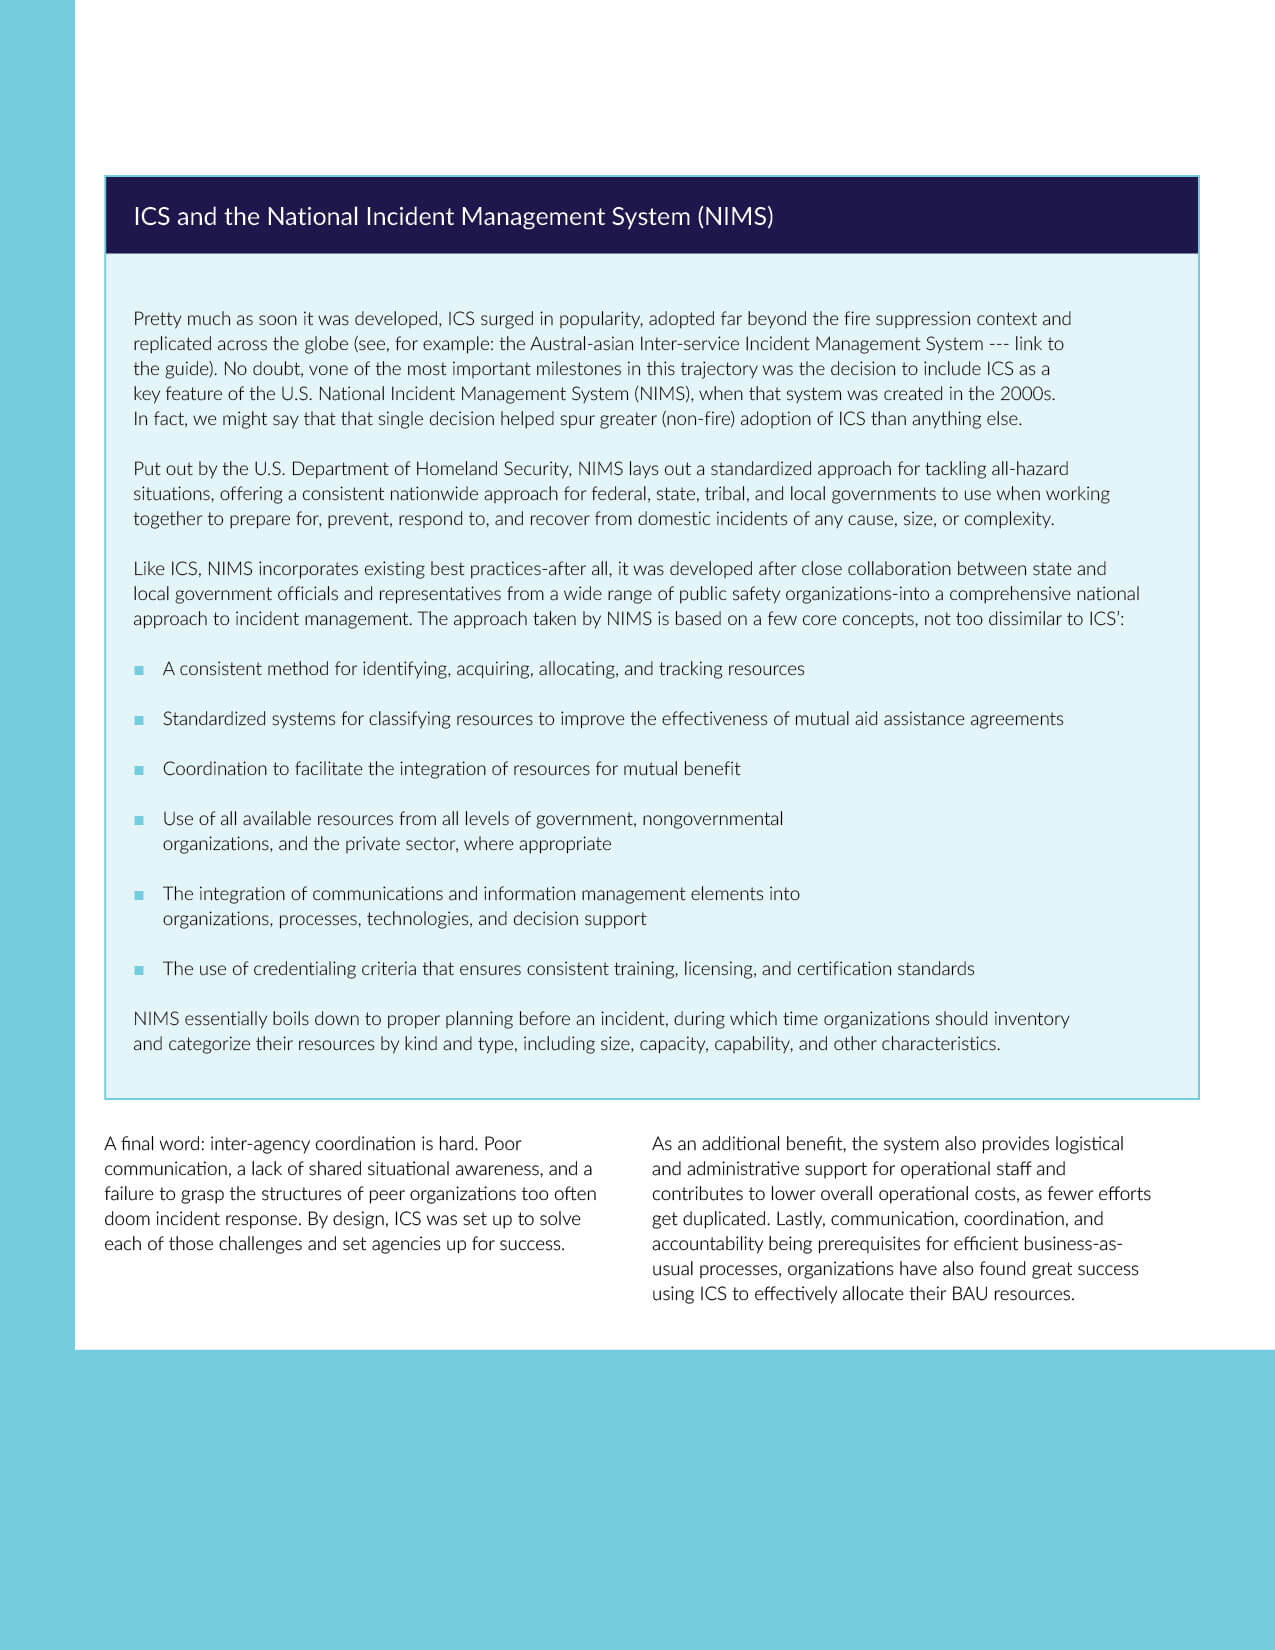 ICS and the National Incident Management System (NIMS)
Pretty much as soon it was developed, ICS surged in popularity, adopted far beyond the fire suppression context and
replicated across the globe (see, for example: the Austral-asian Inter-service Incident Management System --- link to
the guide). No doubt, vone of the most important milestones in this trajectory was the decision to include ICS as a
key feature of the U.S. National Incident Management System (NIMS), when that system was created in the 2000s.
In fact, we might say that that single decision helped spur greater (non-fire) adoption of ICS than anything else.
Put out by the U.S. Department of Homeland Security, NIMS lays out a standardized approach for tackling all-hazard
situations, offering a consistent nationwide approach for federal, state, tribal, and local governments to use when working
together to prepare for, prevent, respond to, and recover from domestic incidents of any cause, size, or complexity.
Like ICS, NIMS incorporates existing best practices-after all, it was developed after close collaboration between state and
local government officials and representatives from a wide range of public safety organizations-into a comprehensive national
approach to incident management. The approach taken by NIMS is based on a few core concepts, not too dissimilar to ICS’:
■ A consistent method for identifying, acquiring, allocating, and tracking resources
■ Standardized systems for classifying resources to improve the effectiveness of mutual aid assistance agreements
■ Coordination to facilitate the integration of resources for mutual benefit
■ Use of all available resources from all levels of government, nongovernmental
organizations, and the private sector, where appropriate
■ The integration of communications and information management elements into
organizations, processes, technologies, and decision support
■ The use of credentialing criteria that ensures consistent training, licensing, and certification standards
NIMS essentially boils down to proper planning before an incident, during which time organizations should inventory
and categorize their resources by kind and type, including size, capacity, capability, and other characteristics.
A final word: inter-agency coordination is hard. Poor
communication, a lack of shared situational awareness, and a
failure to grasp the structures of peer organizations too often
doom incident response. By design, ICS was set up to solve
each of those challenges and set agencies up for success.
As an additional benefit, the system also provides logistical
and administrative support for operational staff and
contributes to lower overall operational costs, as fewer efforts
get duplicated. Lastly, communication, coordination, and
accountability being prerequisites for efficient business-as-
usual processes, organizations have also found great success
using ICS to effectively allocate their BAU resources.